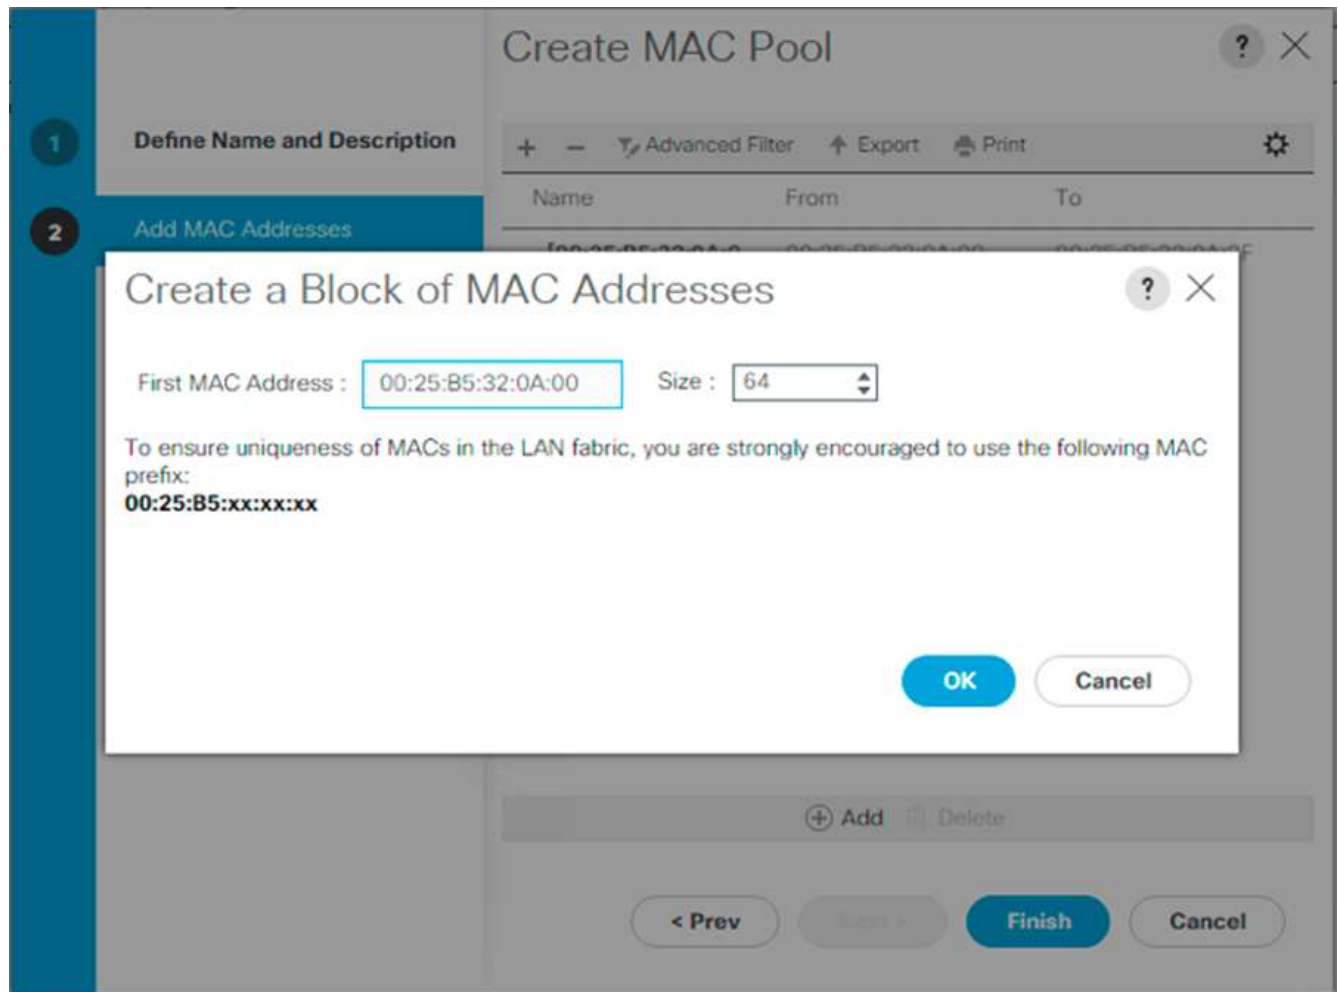 Create MAC Pool
?
1
Define Name and Description
+ − Advanced Filter Export Print
Name From To
2
Add MAC Addresses
Create a Block of MAC Addresses
?
First MAC Address : 00:25:B5:32:0A:00 Size : 64
To ensure uniqueness of MACs in the LAN fabric, you are strongly encouraged to use the following MAC
prefix:
00:25:B5:xx:xx:xx
OK Cancel
Add Delete
< Prev Next > Finish Cancel